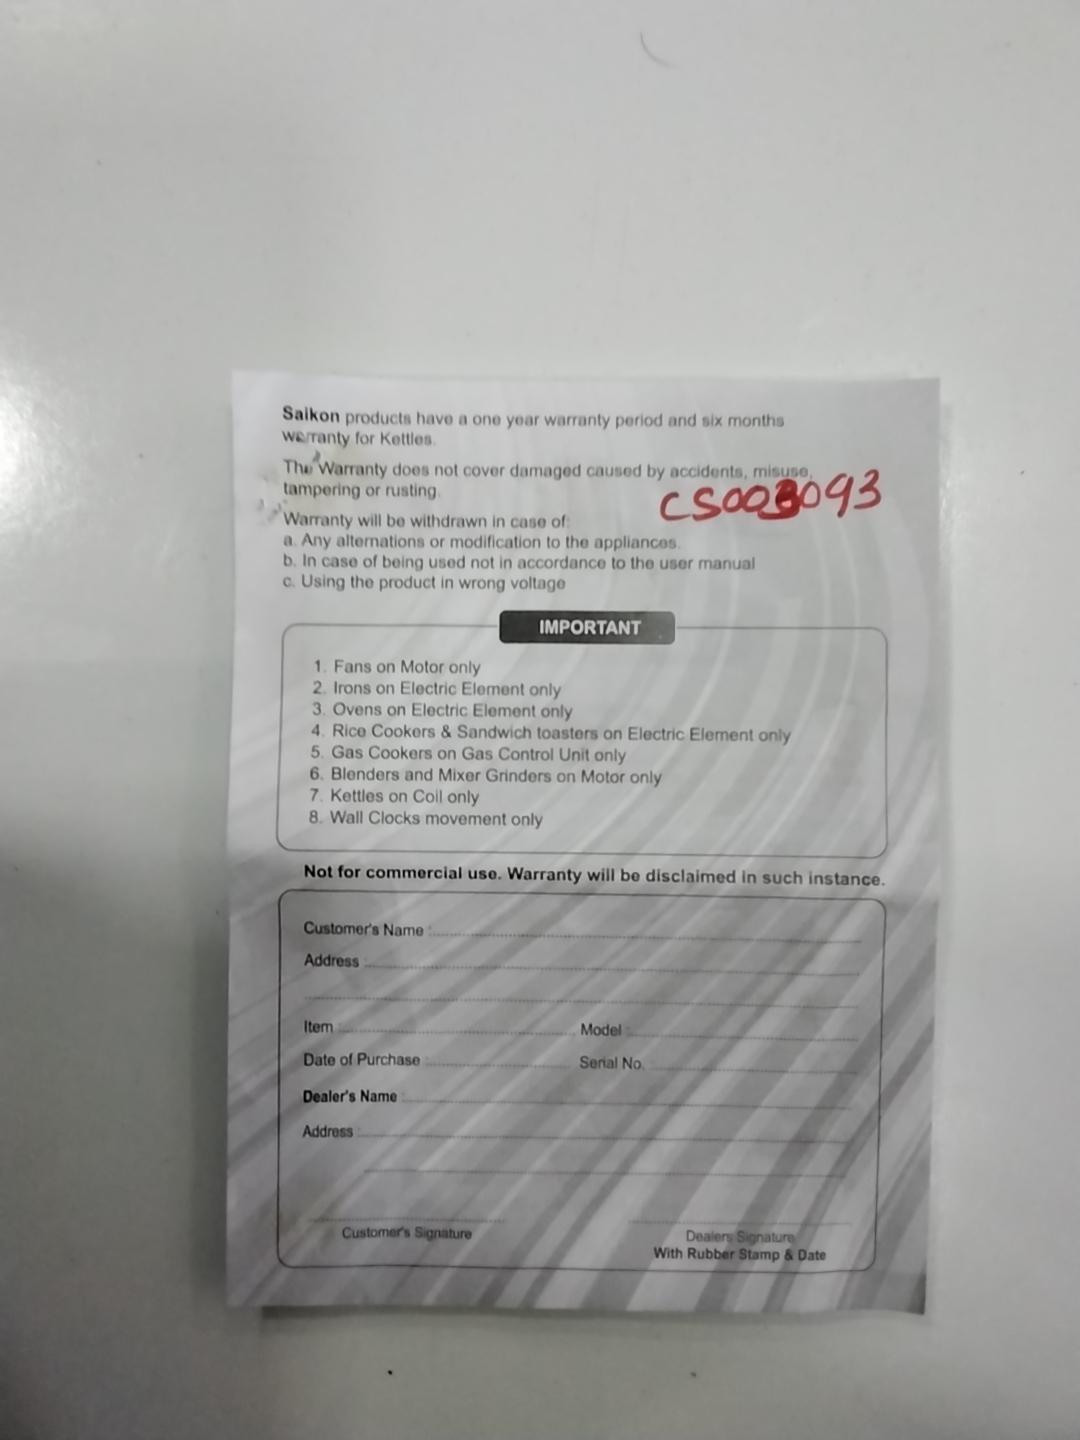 Saikon products have a one year warranty period and six months
warranty for Kettles.
The Warranty does not cover damaged caused by accidents, misuse,
tampering or rusting.
CS003093
Warranty will be withdrawn in case of:
a. Any alternations or modification to the appliances.
b. In case of being used not in accordance to the user manual
c. Using the product in wrong voltage
IMPORTANT
1. Fans on Motor only
2. Irons on Electric Element only
3. Ovens on Electric Element only
4. Rice Cookers & Sandwich toasters on Electric Element only
5. Gas Cookers on Gas Control Unit only
6. Blenders and Mixer Grinders on Motor only
7. Kettles on Coil only
8. Wall Clocks movement only
Not for commercial use. Warranty will be disclaimed in such instance.
Customer's Name :
Address :
Item : Model :
Date of Purchase : Serial No.
Dealer's Name :
Address :
Customer's Signature Dealers Signature
With Rubber Stamp & Date